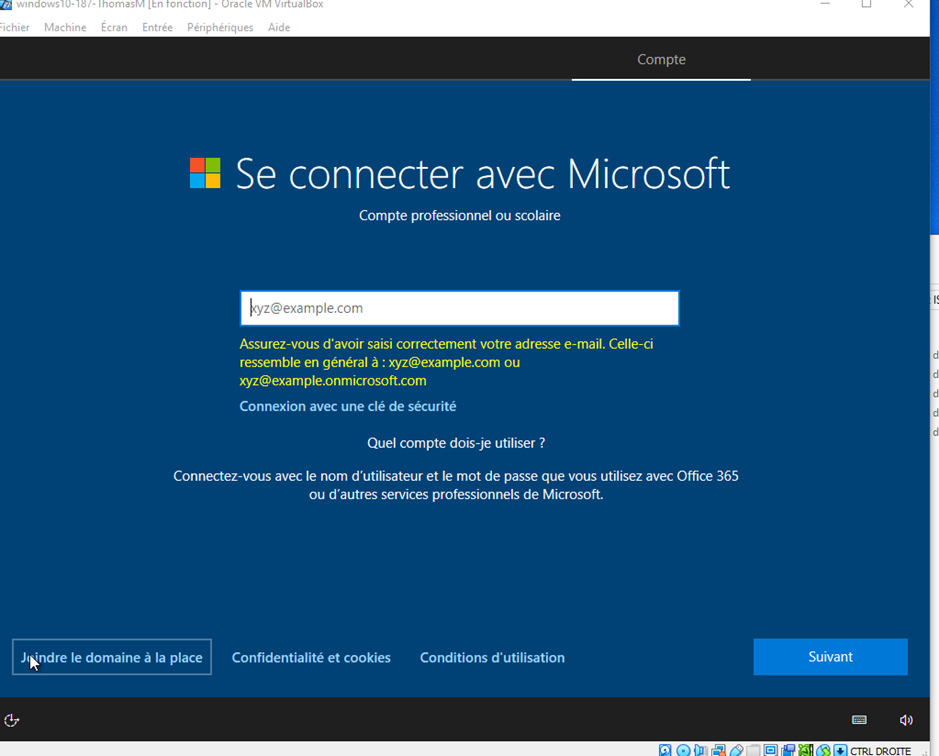 windows10-187-ThomasM [En fonction] - Oracle VM VirtualBox
Fichier Machine Écran Entrée Périphériques Aide
Compte
Se connecter avec Microsoft
Compte professionnel ou scolaire
xyz@example.com
Assurez-vous d'avoir saisi correctement votre adresse e-mail. Celle-ci
ressemble en général à : xyz@example.com ou
xyz@example.onmicrosoft.com
Connexion avec une clé de sécurité
Quel compte dois-je utiliser ?
Connectez-vous avec le nom d'utilisateur et le mot de passe que vous utilisez avec Office 365
ou d'autres services professionnels de Microsoft.
Joindre le domaine à la place Confidentialité et cookies Conditions d'utilisation Suivant
CTRL DROITE